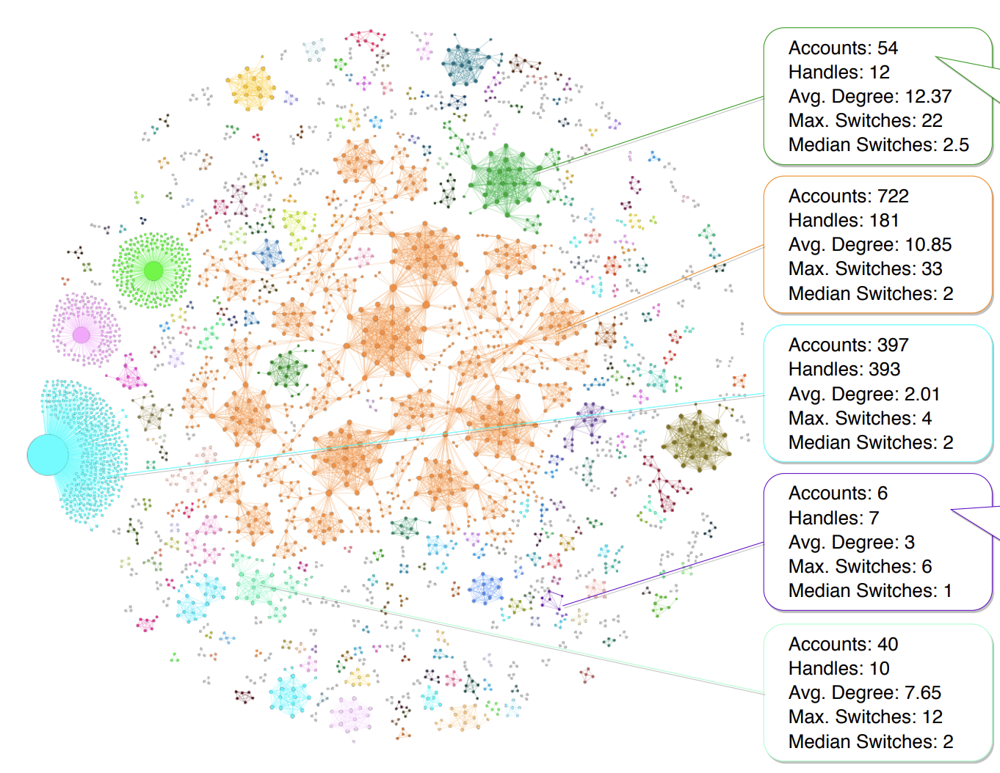 Accounts: 54
Handles: 12
Avg. Degree: 12.37
Max. Switches: 22
Median Switches: 2.5
Accounts: 722
Handles: 181
Avg. Degree: 10.85
Max. Switches: 33
Median Switches: 2
Accounts: 397
Handles: 393
Avg. Degree: 2.01
Max. Switches: 4
Median Switches: 2
Accounts: 6
Handles: 7
Avg. Degree: 3
Max. Switches: 6
Median Switches: 1
Accounts: 40
Handles: 10
Avg. Degree: 7.65
Max. Switches: 12
Median Switches: 2